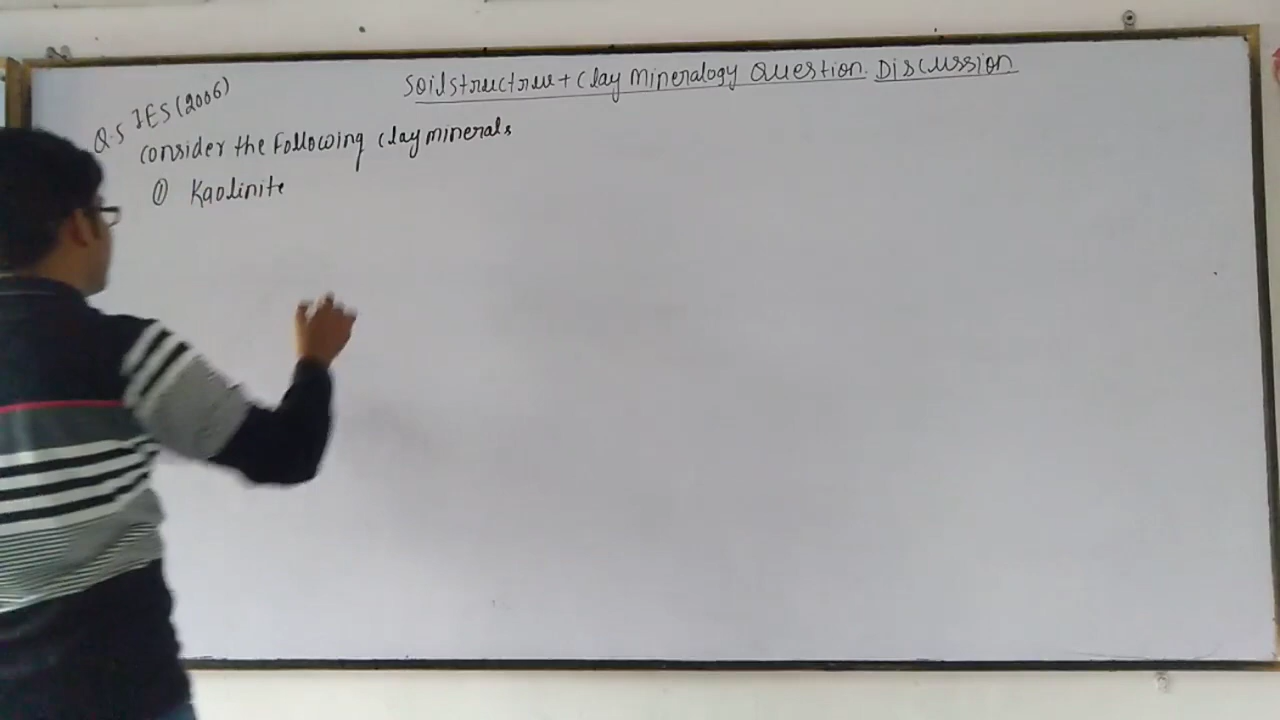 Soil structure + Clay Mineralogy Question Discussion
Q.5 IES (2006)
Consider the Following Clay minerals
① Kaolinite